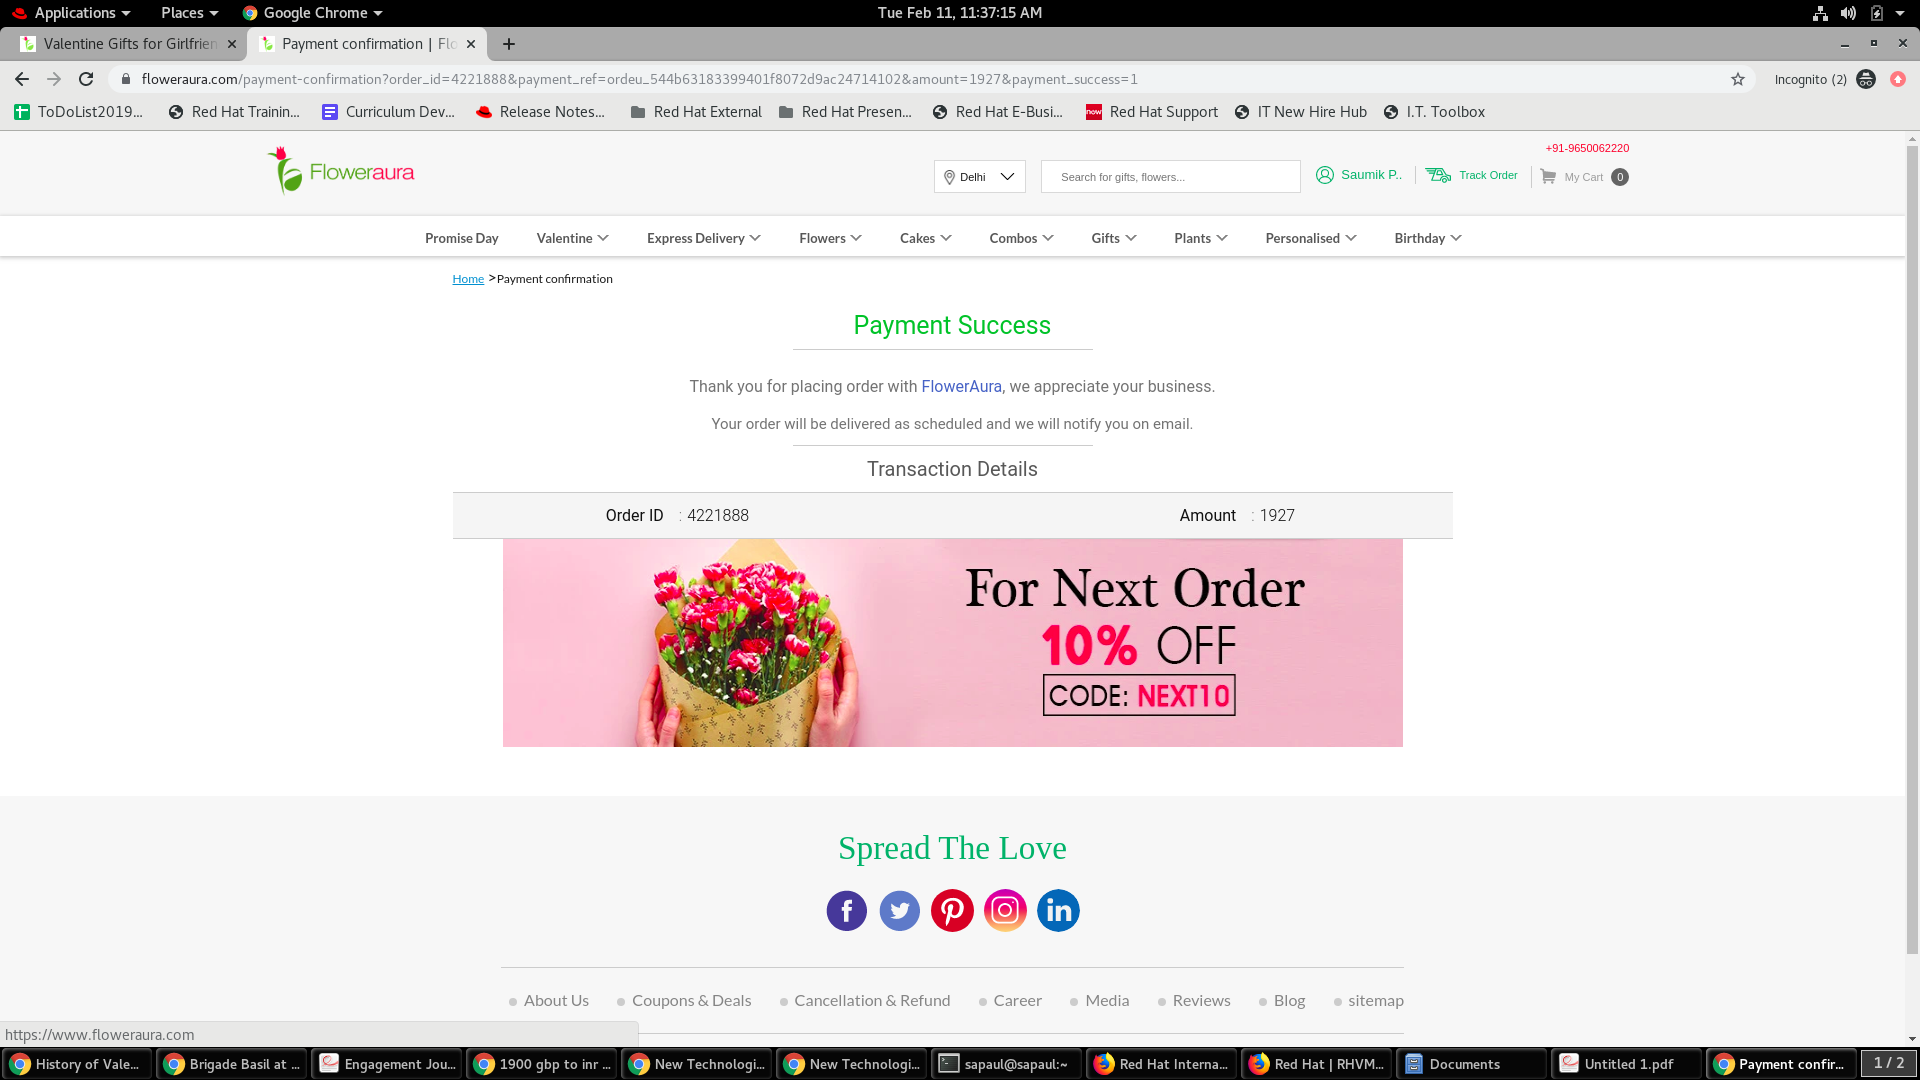 Applications Places Google Chrome Tue Feb 11, 11:37:15 AM
Valentine Gifts for Girlfrien Payment confirmation | Flo
floweraura.com/payment-confirmation?order_id=4221888&payment_ref=ordeu_544b63183399401f8072d9ac24714102&amount=1927&payment_success=1 Incognito (2)
ToDoList2019... Red Hat Trainin... Curriculum Dev... Release Notes... Red Hat External Red Hat Presen... Red Hat E-Busi... now Red Hat Support IT New Hire Hub I.T. Toolbox
+91-9650062220
Floweraura Delhi Search for gifts, flowers... Saumik P.. Track Order My Cart 0
Promise Day Valentine Express Delivery Flowers Cakes Combos Gifts Plants Personalised Birthday
Home >Payment confirmation
Payment Success
Thank you for placing order with FlowerAura, we appreciate your business.
Your order will be delivered as scheduled and we will notify you on email.
Transaction Details
Order ID : 4221888 Amount : 1927
For Next Order
10% OFF
CODE: NEXT10
Spread The Love
About Us Coupons & Deals Cancellation & Refund Career Media Reviews Blog sitemap
https://www.floweraura.com
History of Vale... Brigade Basil at ... Engagement Jou... 1900 gbp to inr ... New Technologi... New Technologi... sapaul@sapaul:~ Red Hat Interna... Red Hat | RHVM... Documents Untitled 1.pdf Payment confir... 1 / 2